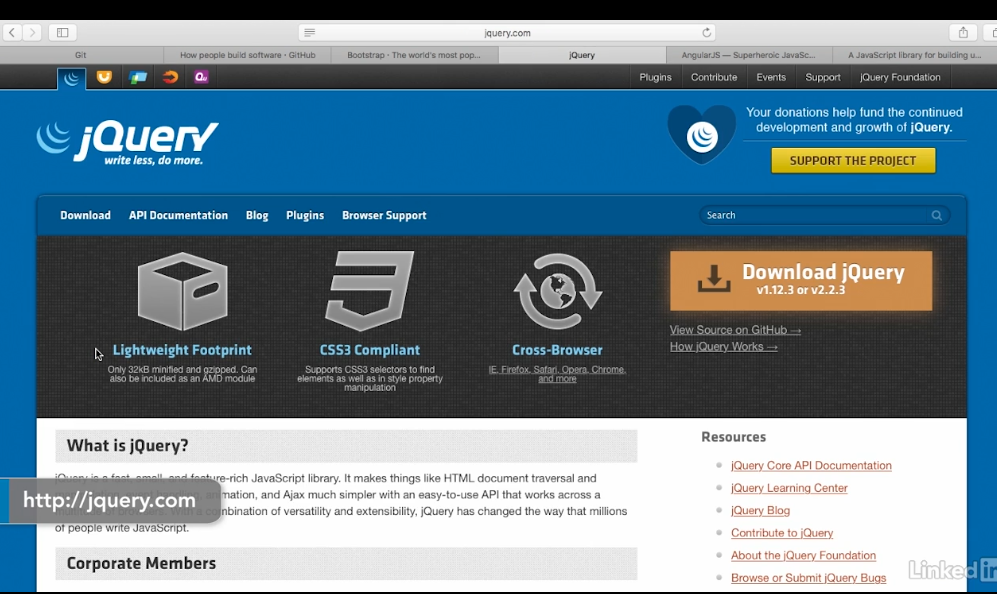 jquery.com
Git
How people build software · GitHub
Bootstrap · The world's most pop...
jQuery
AngularJS — Superheroic JavaSc...
A JavaScript library for building u...
Plugins
Contribute
Events
Support
jQuery Foundation
jQuery
write less, do more.
Your donations help fund the continued
development and growth of jQuery.
SUPPORT THE PROJECT
Download
API Documentation
Blog
Plugins
Browser Support
Search
Lightweight Footprint
Only 32kB minified and gzipped. Can
also be included as an AMD module
CSS3 Compliant
Supports CSS3 selectors to find
elements as well as in style property
manipulation
Cross-Browser
IE, Firefox, Safari, Opera, Chrome,
and more
Download jQuery
v1.12.3 or v2.2.3
View Source on GitHub →
How jQuery Works →
What is jQuery?
jQuery is a fast, small, and feature-rich JavaScript library. It makes things like HTML document traversal and
animation, and Ajax much simpler with an easy-to-use API that works across a
combination of versatility and extensibility, jQuery has changed the way that millions
of people write JavaScript.
http://jquery.com
Corporate Members
Resources
jQuery Core API Documentation
jQuery Learning Center
jQuery Blog
Contribute to jQuery
About the jQuery Foundation
Browse or Submit jQuery Bugs
Linked in